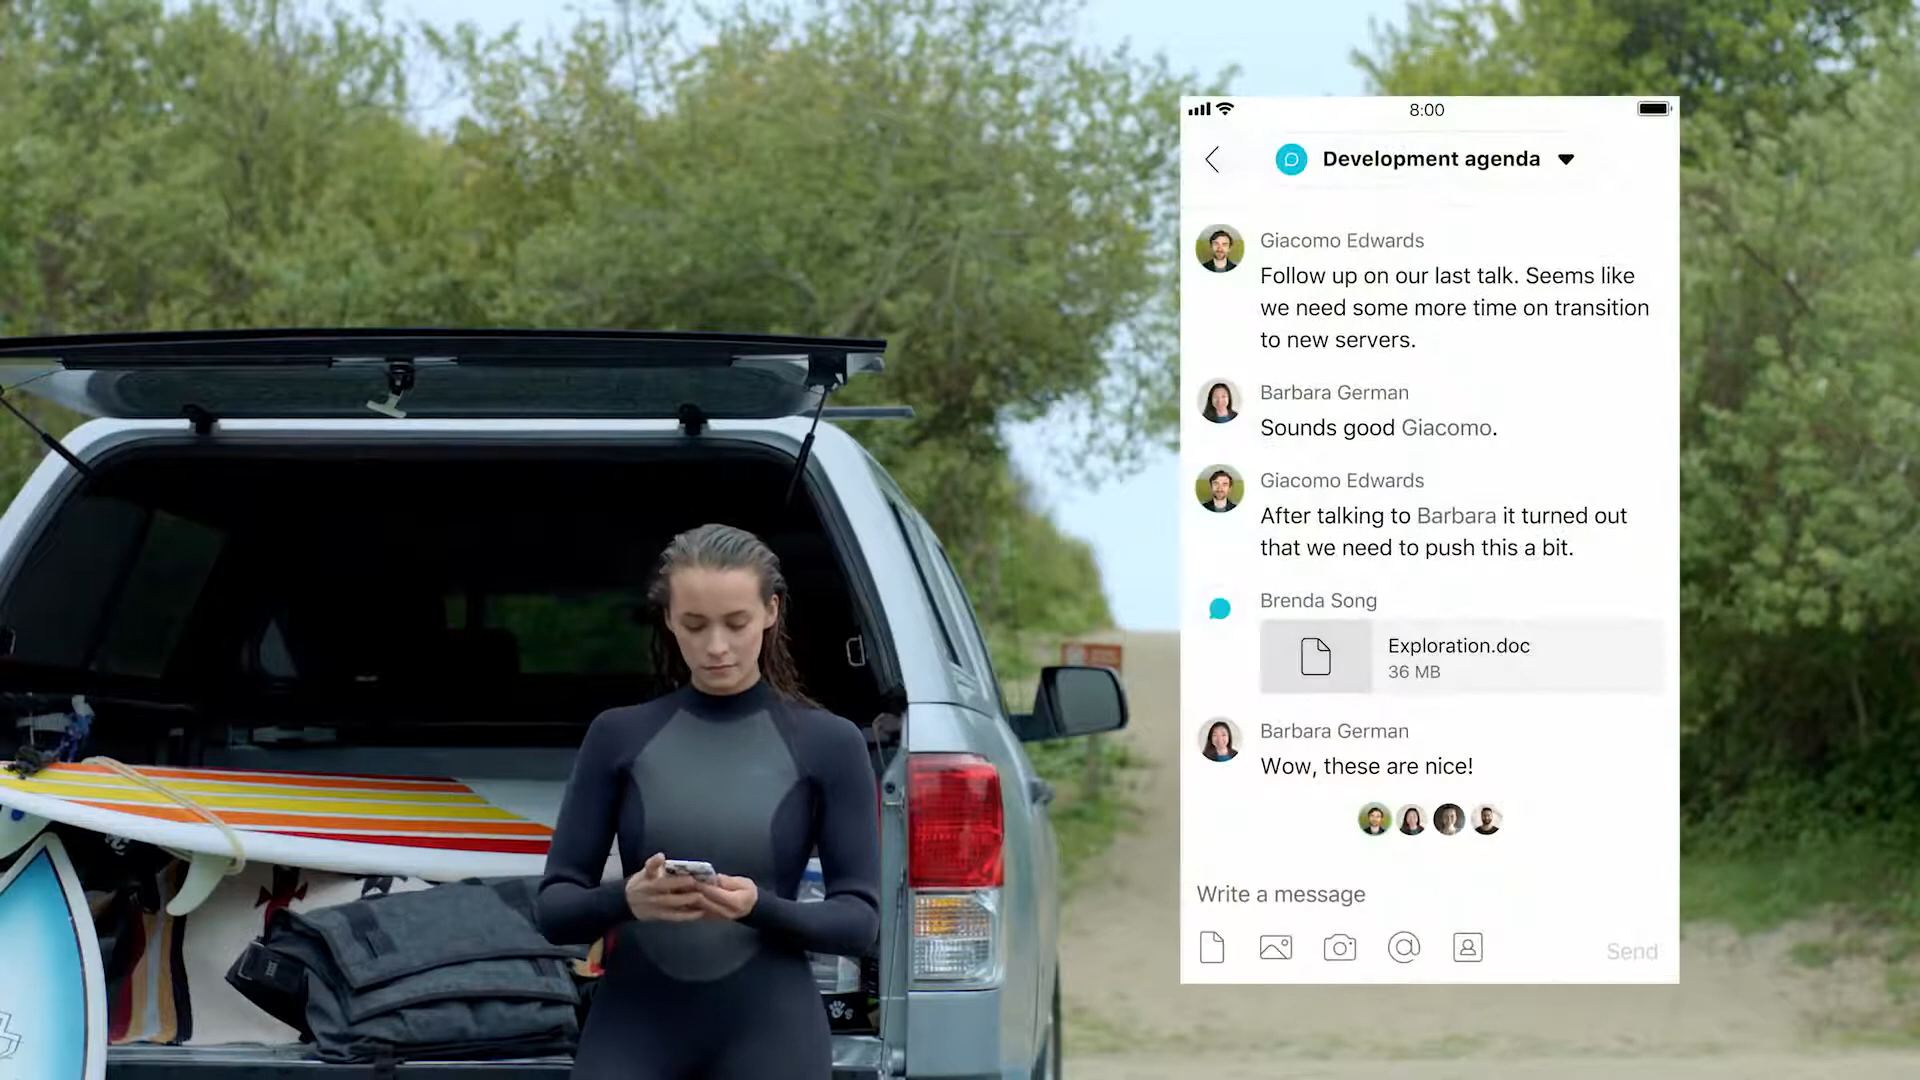 8:00
Development agenda
Giacomo Edwards
Follow up on our last talk. Seems like
we need some more time on transition
to new servers.
Barbara German
Sounds good Giacomo.
Giacomo Edwards
After talking to Barbara it turned out
that we need to push this a bit.
Brenda Song
Exploration.doc
36 MB
Barbara German
Wow, these are nice!
Write a message
Send